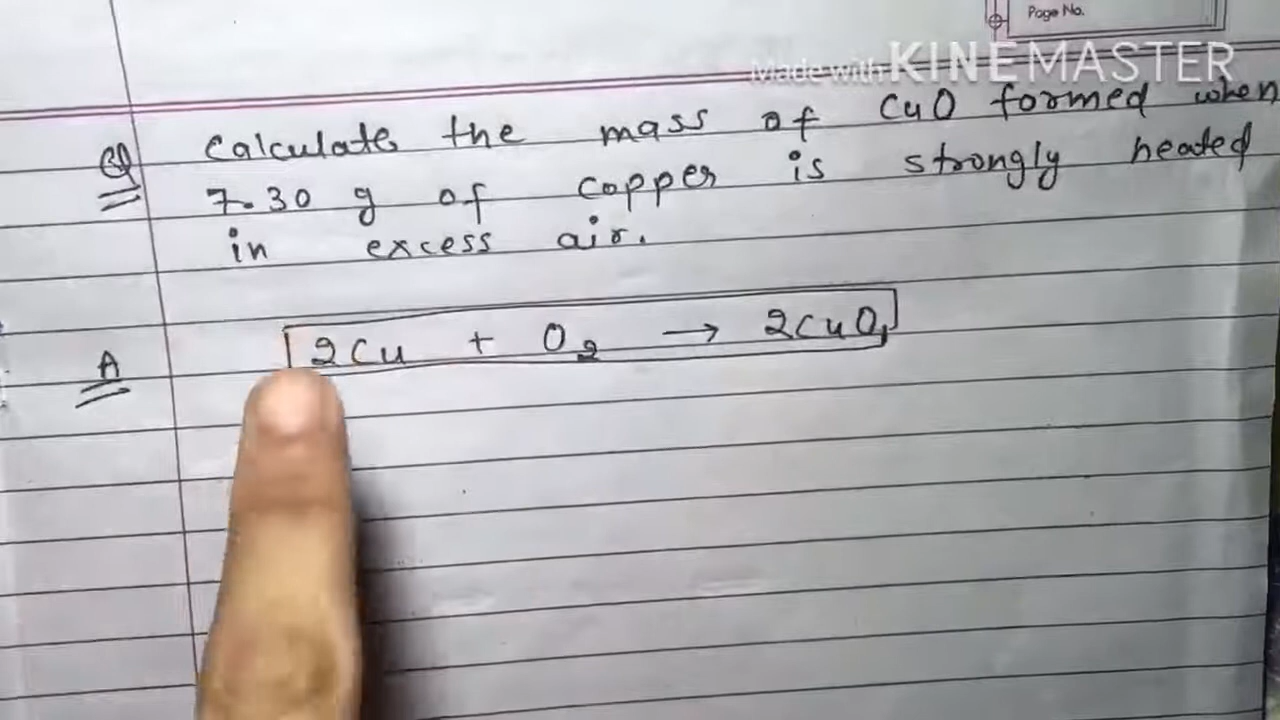 Page No.
Made with KINEMASTER
Q Calculate the mass of CuO formed when
7.30 g of copper is strongly heated
in excess air.
A 2Cu + O2 → 2CuO